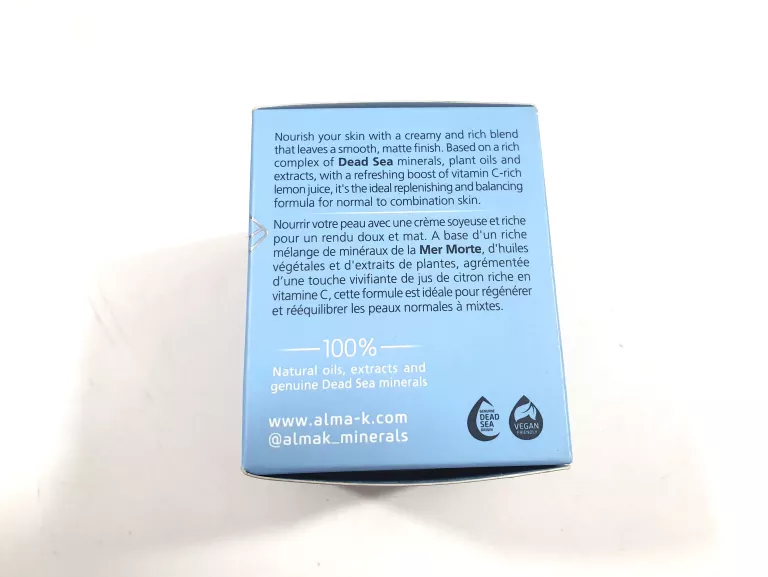 Nourish your skin with a creamy and rich blend
that leaves a smooth, matte finish. Based on a rich
complex of Dead Sea minerals, plant oils and
extracts, with a refreshing boost of vitamin C-rich
lemon juice, it's the ideal replenishing and balancing
formula for normal to combination skin.
Nourrir votre peau avec une crème soyeuse et riche
pour un rendu doux et mat. A base d'un riche
mélange de minéraux de la Mer Morte, d'huiles
végétales et d'extraits de plantes, agrémentée
d'une touche vivifiante de jus de citron riche en
vitamine C, cette formule est idéale pour régénérer
et rééquilibrer les peaux normales à mixtes.
100%
Natural oils, extracts and
genuine Dead Sea minerals
www.alma-k.com
@almak_minerals
GENUINE
DEAD
SEA
VEGAN
FRIENDLY